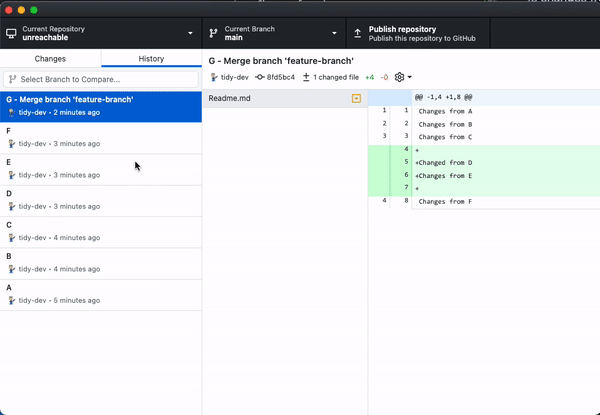 Current Repository
unreachable
Current Branch
main
Publish repository
Publish this repository to GitHub
Changes
History
Select Branch to Compare...
G - Merge branch 'feature-branch'
tidy-dev • 2 minutes ago
F
tidy-dev • 3 minutes ago
E
tidy-dev • 3 minutes ago
D
tidy-dev • 3 minutes ago
C
tidy-dev • 4 minutes ago
B
tidy-dev • 4 minutes ago
A
tidy-dev • 5 minutes ago
G - Merge branch 'feature-branch'
tidy-dev 8fd5bc4 1 changed file +4 -0
Readme.md
@@ -1,4 +1,8 @@
1 1 Changes from A
2 2 Changes from B
3 3 Changes from C
4 +
5 +Changed from D
6 +Changes from E
7 +
4 8 Changes from F